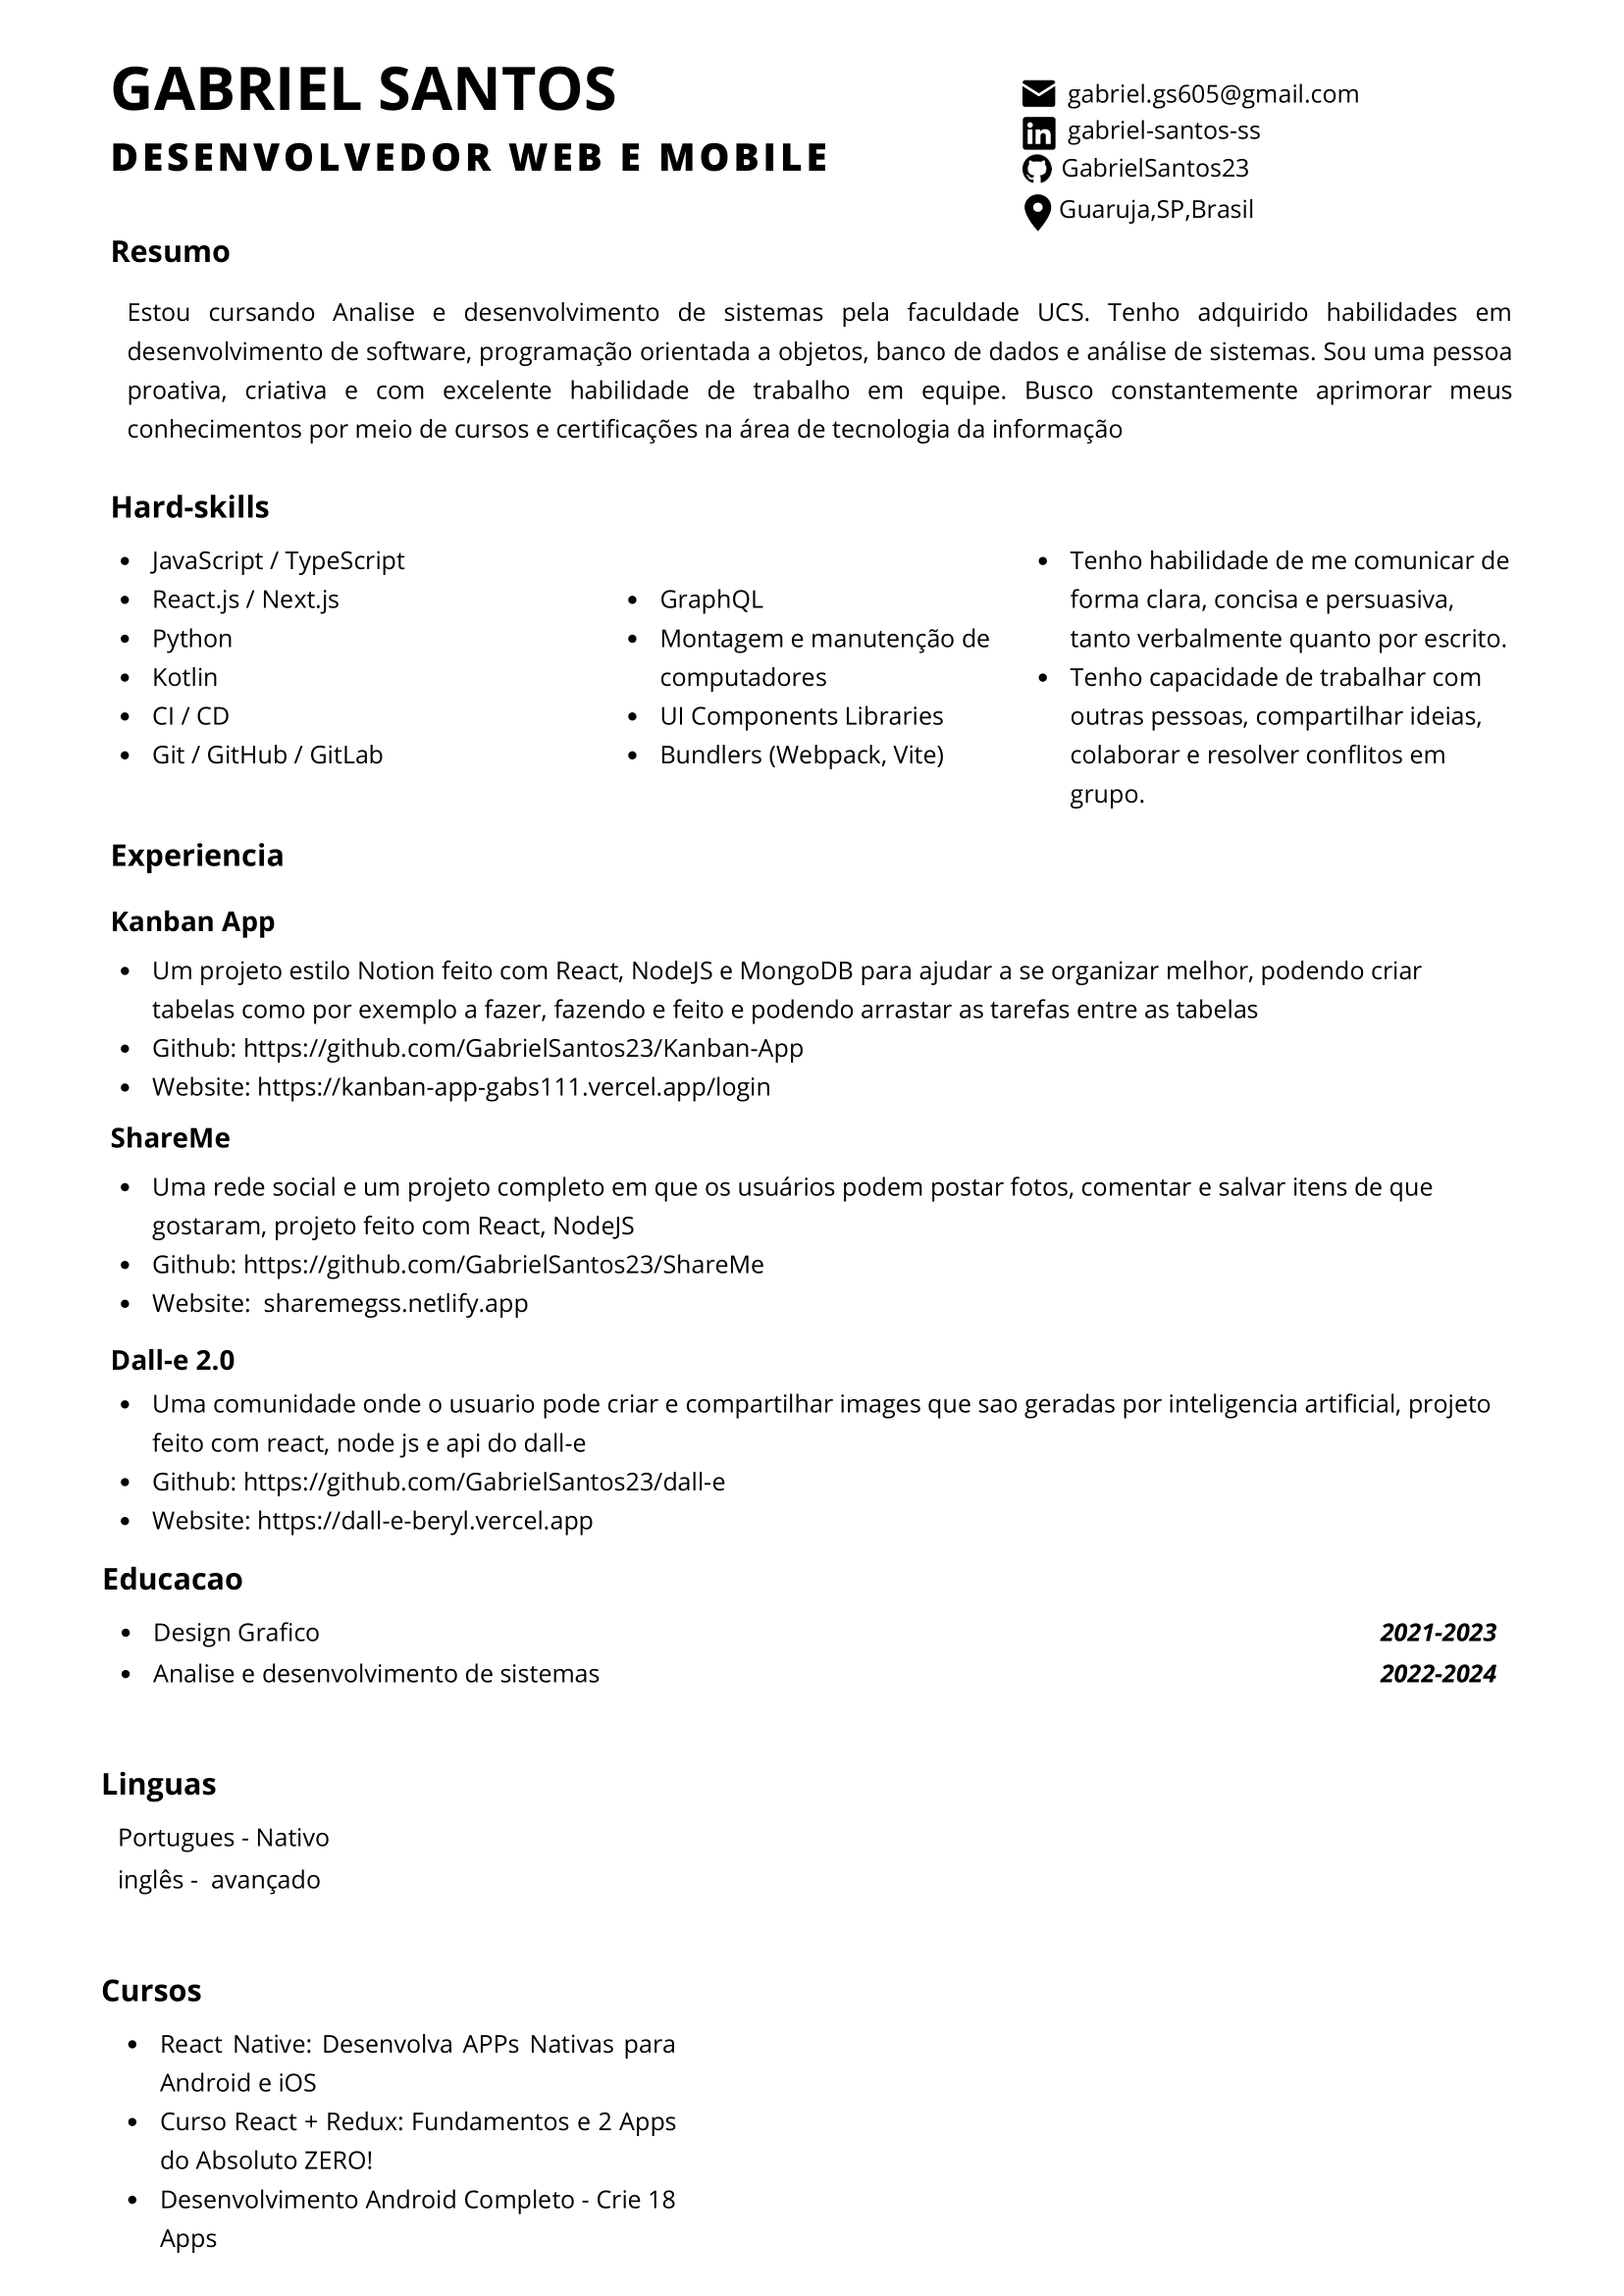 GABRIEL SANTOS
DESENVOLVEDOR WEB E MOBILE
gabriel.gs605@gmail.com
gabriel-santos-ss
GabrielSantos23
Guaruja,SP,Brasil
Resumo
Estou cursando Analise e desenvolvimento de sistemas pela faculdade UCS. Tenho adquirido habilidades em
desenvolvimento de software, programação orientada a objetos, banco de dados e análise de sistemas. Sou uma pessoa
proativa, criativa e com excelente habilidade de trabalho em equipe. Busco constantemente aprimorar meus
conhecimentos por meio de cursos e certificações na área de tecnologia da informação
Hard-skills
• JavaScript / TypeScript
• React.js / Next.js
• Python
• Kotlin
• CI / CD
• Git / GitHub / GitLab
• GraphQL
• Montagem e manutenção de
computadores
• UI Components Libraries
• Bundlers (Webpack, Vite)
• Tenho habilidade de me comunicar de
forma clara, concisa e persuasiva,
tanto verbalmente quanto por escrito.
• Tenho capacidade de trabalhar com
outras pessoas, compartilhar ideias,
colaborar e resolver conflitos em
grupo.
Experiencia
Kanban App
• Um projeto estilo Notion feito com React, NodeJS e MongoDB para ajudar a se organizar melhor, podendo criar
tabelas como por exemplo a fazer, fazendo e feito e podendo arrastar as tarefas entre as tabelas
• Github: https://github.com/GabrielSantos23/Kanban-App
• Website: https://kanban-app-gabs111.vercel.app/login
ShareMe
• Uma rede social e um projeto completo em que os usuários podem postar fotos, comentar e salvar itens de que
gostaram, projeto feito com React, NodeJS
• Github: https://github.com/GabrielSantos23/ShareMe
• Website:  sharemegss.netlify.app
Dall-e 2.0
• Uma comunidade onde o usuario pode criar e compartilhar images que sao geradas por inteligencia artificial, projeto
feito com react, node js e api do dall-e
• Github: https://github.com/GabrielSantos23/dall-e
• Website: https://dall-e-beryl.vercel.app
Educacao
• Design Grafico 2021-2023
• Analise e desenvolvimento de sistemas 2022-2024
Linguas
Portugues - Nativo
inglês -  avançado
Cursos
• React Native: Desenvolva APPs Nativas para
Android e iOS
• Curso React + Redux: Fundamentos e 2 Apps
do Absoluto ZERO!
• Desenvolvimento Android Completo - Crie 18
Apps